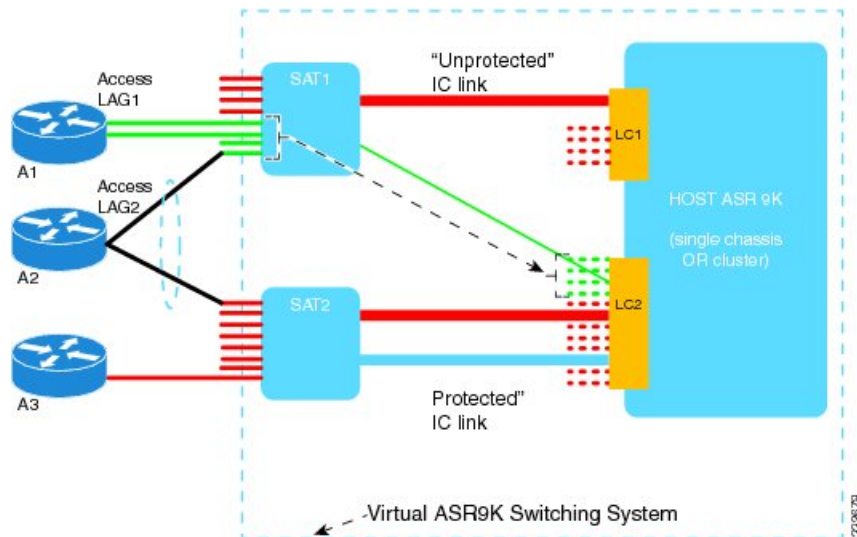 Access
LAG1
SAT1
"Unprotected"
IC link
LC1
A1
Access
LAG2
HOST ASR 9K
(single chassis
OR cluster)
A2
SAT2
LC2
A3
Protected"
IC link
Virtual ASR9K Switching System